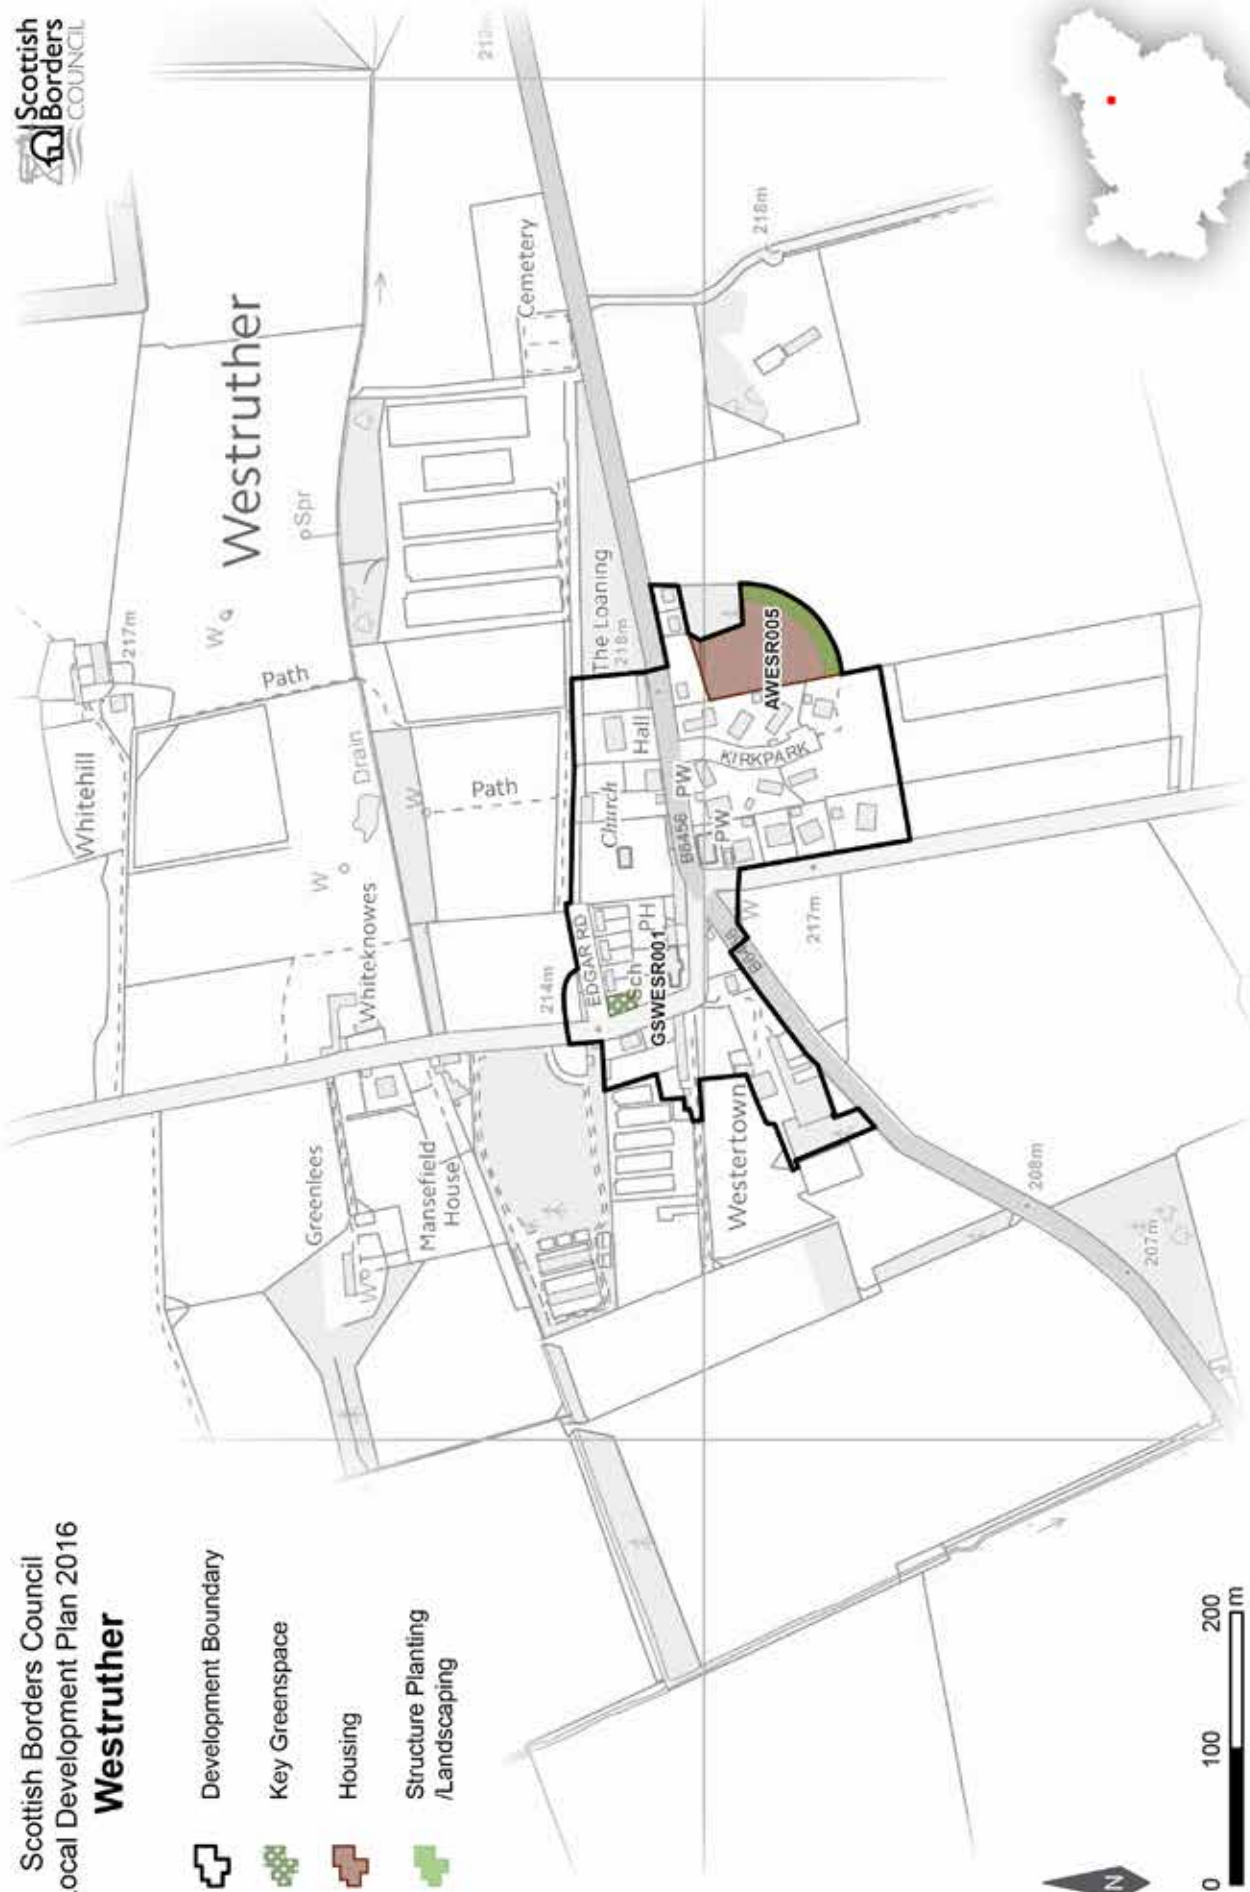 Scottish Borders Council
Local Development Plan 2016
Westruther
Scottish
Borders
COUNCIL
Development Boundary
Key Greenspace
Housing
Structure Planting
/Landscaping
Whitehill
217m
W
Westruther
Spr
Path
Drain
W
Whiteknowes
W
Path
Greenlees
W
Mansefield
House
214m
EDGAR RD
Sch
PH
GSWESR001
Church
Hall
The Loaning
218m
Cemetery
B6456
PW
PW
KIRKPARK
AWESR005
218m
Westertown
W
217m
208m
207m
0
100
200
m
N